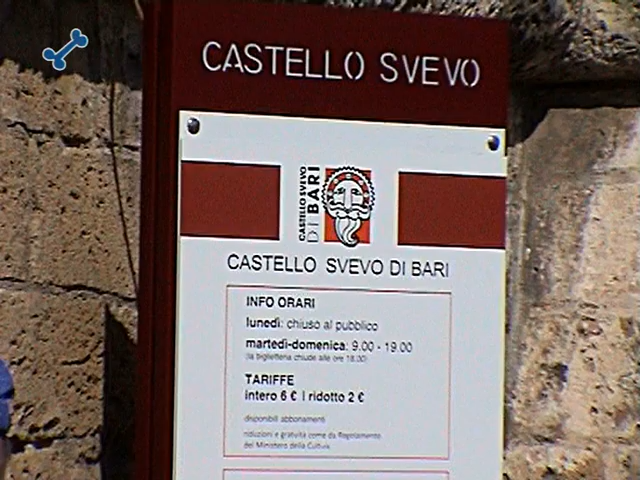 CASTELLO SVEVO
CASTELLO SVEVO
DI BARI
CASTELLO SVEVO DI BARI
INFO ORARI
lunedì: chiuso al pubblico
martedì-domenica: 9.00 - 19.00
(la biglietteria chiude alle ore 18.00)
TARIFFE
intero 6 € | ridotto 2 €
disponibili abbonamenti
riduzioni e gratuità come da Regolamento
del Ministero della Cultura